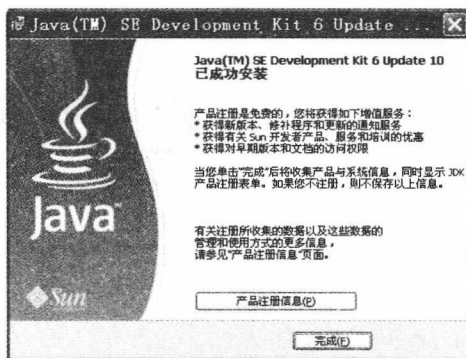 Java(TM) SE Development Kit 6 Update ...
Java(TM) SE Development Kit 6 Update 10
已成功安装
产品注册是免费的，您将获得如下增值服务：
* 获得新版本、修补程序和更新的通知服务
* 获得有关 Sun 开发者产品、服务和培训的优惠
* 获得对早期版本和文档的访问权限
当您单击“完成”后将收集产品与系统信息，同时显示 JDK
产品注册表单。如果您不注册，则不保存以上信息。
Java™
有关注册所收集的数据以及这些数据的
管理和使用方式的更多信息，
请参见“产品注册信息”页面。
Sun
产品注册信息(P)
完成(F)